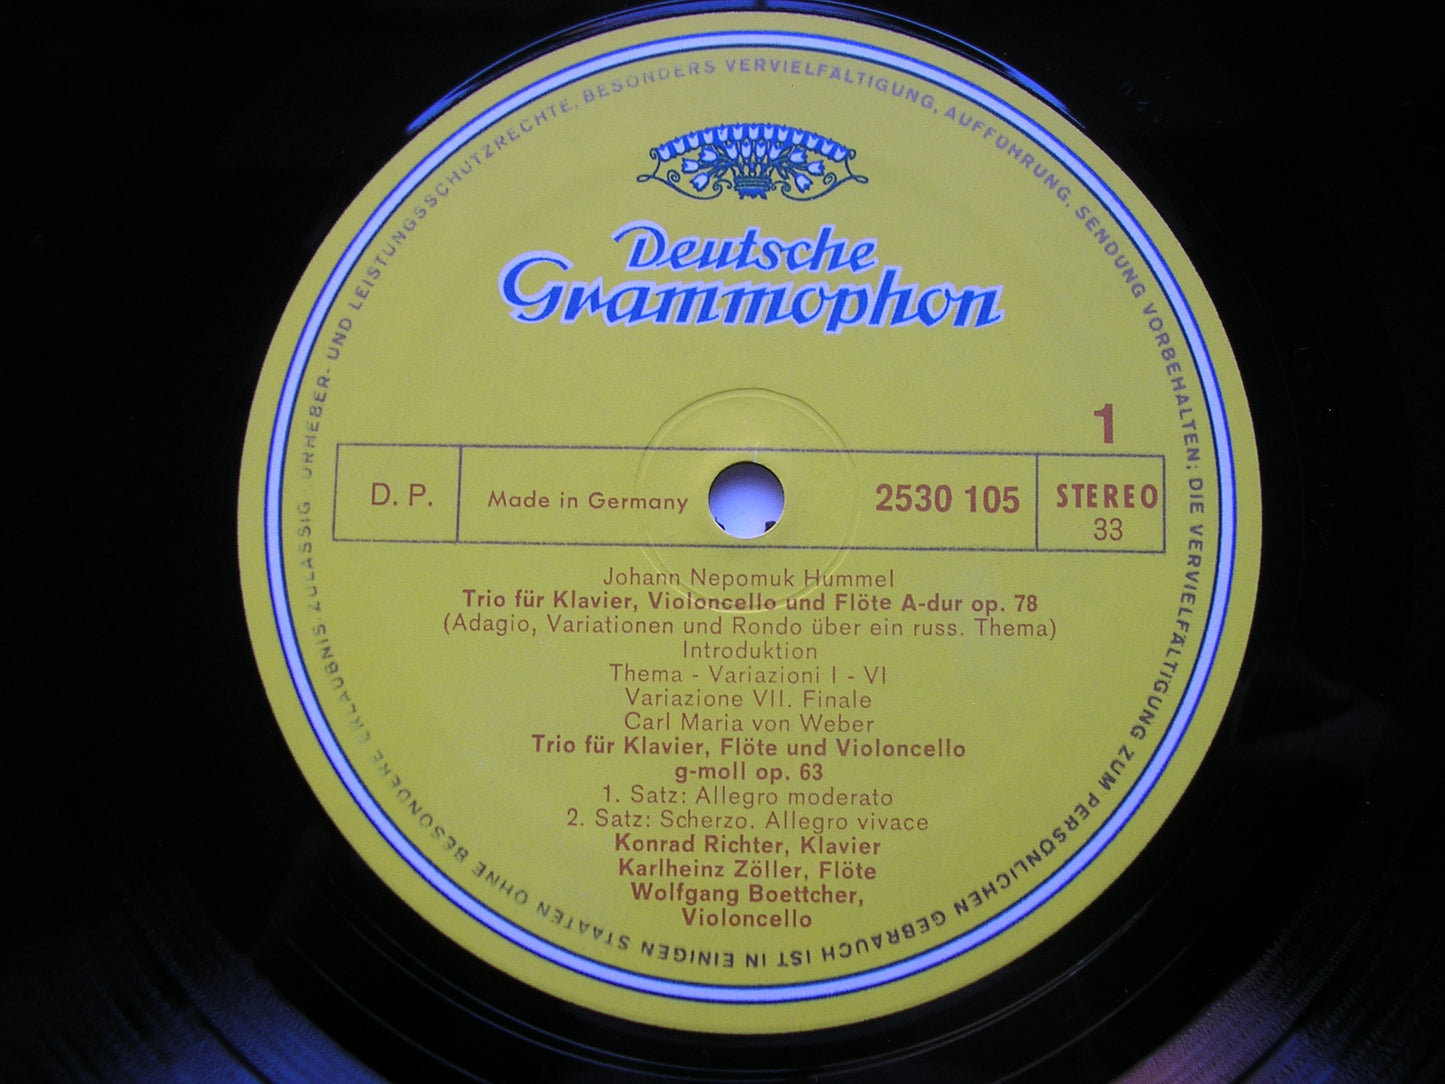 URHEBER- UND LEISTUNGSSCHUTZRECHTE, BESONDERS VERVIELFÄLTIGUNG, AUFFÜHRUNG, SENDUNG VORBEHALTEN; DIE VERVIELFÄLTIGUNG ZUM PERSÖNLICHEN GEBRAUCH IST IN EINIGEN STAATEN OHNE BESONDERE ERLAUBNIS ZULÄSSIG
Deutsche
Grammophon
1
D. P.
Made in Germany
2530 105
STEREO
33
Johann Nepomuk Hummel
Trio für Klavier, Violoncello und Flöte A-dur op. 78
(Adagio, Variationen und Rondo über ein russ. Thema)
Introduktion
Thema - Variazioni I - VI
Variazione VII. Finale
Carl Maria von Weber
Trio für Klavier, Flöte und Violoncello
g-moll op. 63
1. Satz: Allegro moderato
2. Satz: Scherzo. Allegro vivace
Konrad Richter, Klavier
Karlheinz Zöller, Flöte
Wolfgang Boettcher,
Violoncello